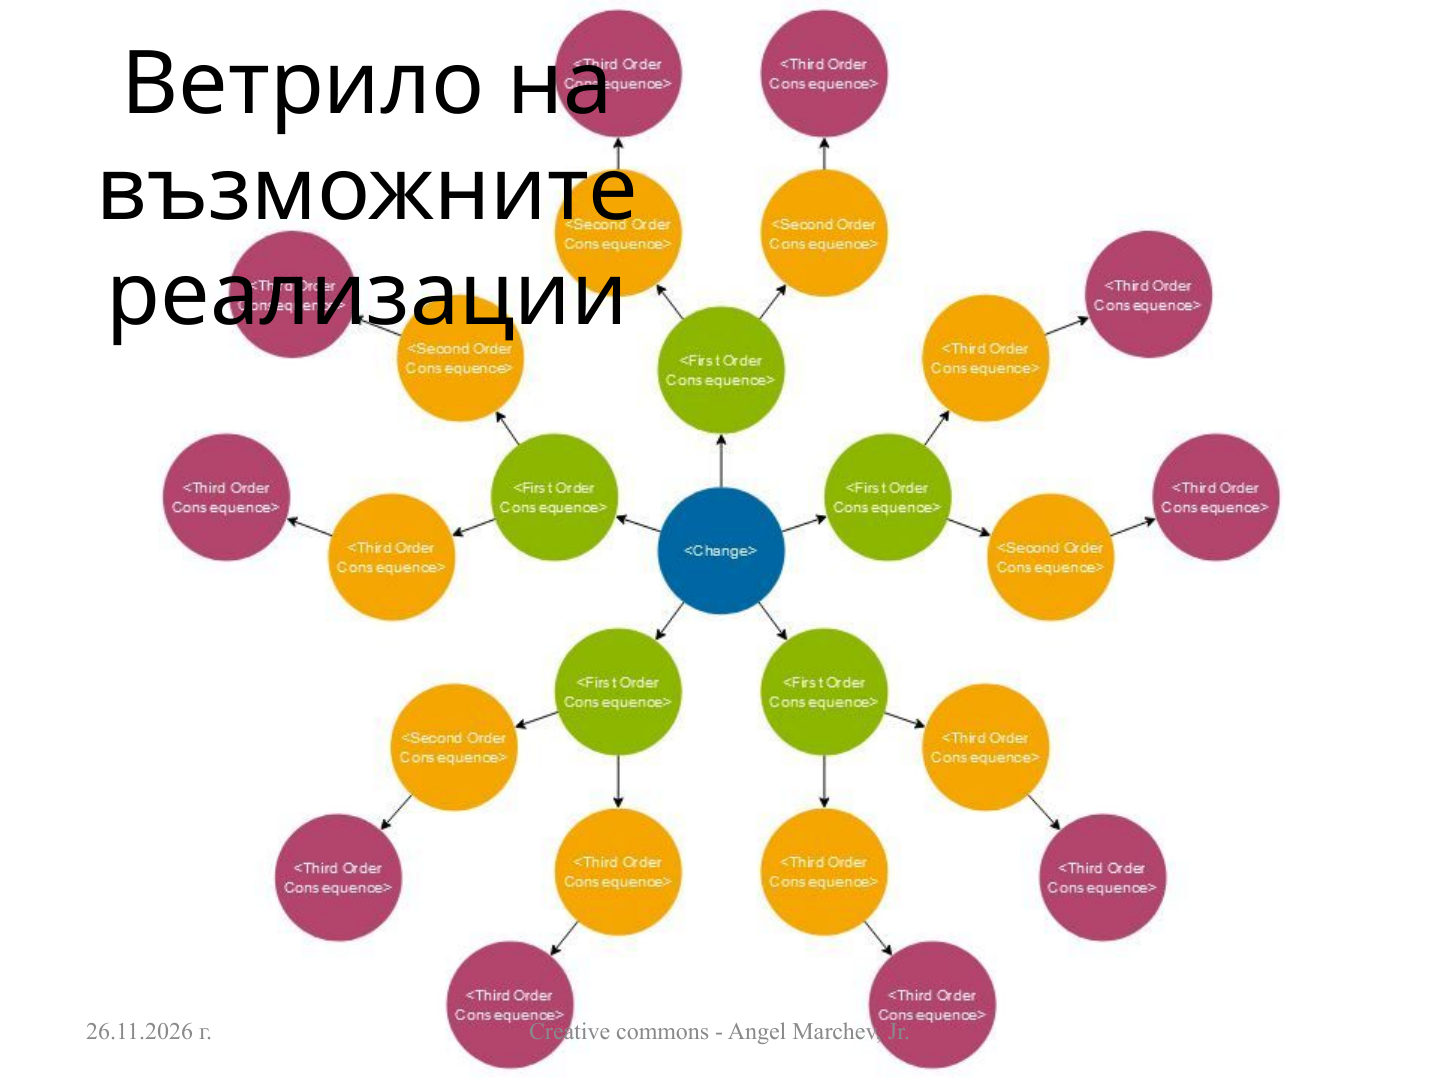 Ветрило на
възможните
реализации
<Third Order
Consequence>
<Third Order
Consequence>
<Second Order
Consequence>
<Second Order
Consequence>
<Third Order
Consequence>
<Third Order
Consequence>
<Second Order
Consequence>
<First Order
Consequence>
<Third Order
Consequence>
<Third Order
Consequence>
<First Order
Consequence>
<First Order
Consequence>
<Third Order
Consequence>
<Third Order
Consequence>
<Change>
<Second Order
Consequence>
<First Order
Consequence>
<First Order
Consequence>
<Second Order
Consequence>
<Third Order
Consequence>
<Third Order
Consequence>
<Third Order
Consequence>
<Third Order
Consequence>
<Third Order
Consequence>
<Third Order
Consequence>
<Third Order
Consequence>
26.11.2026 г.
Creative commons - Angel Marchev, Jr.